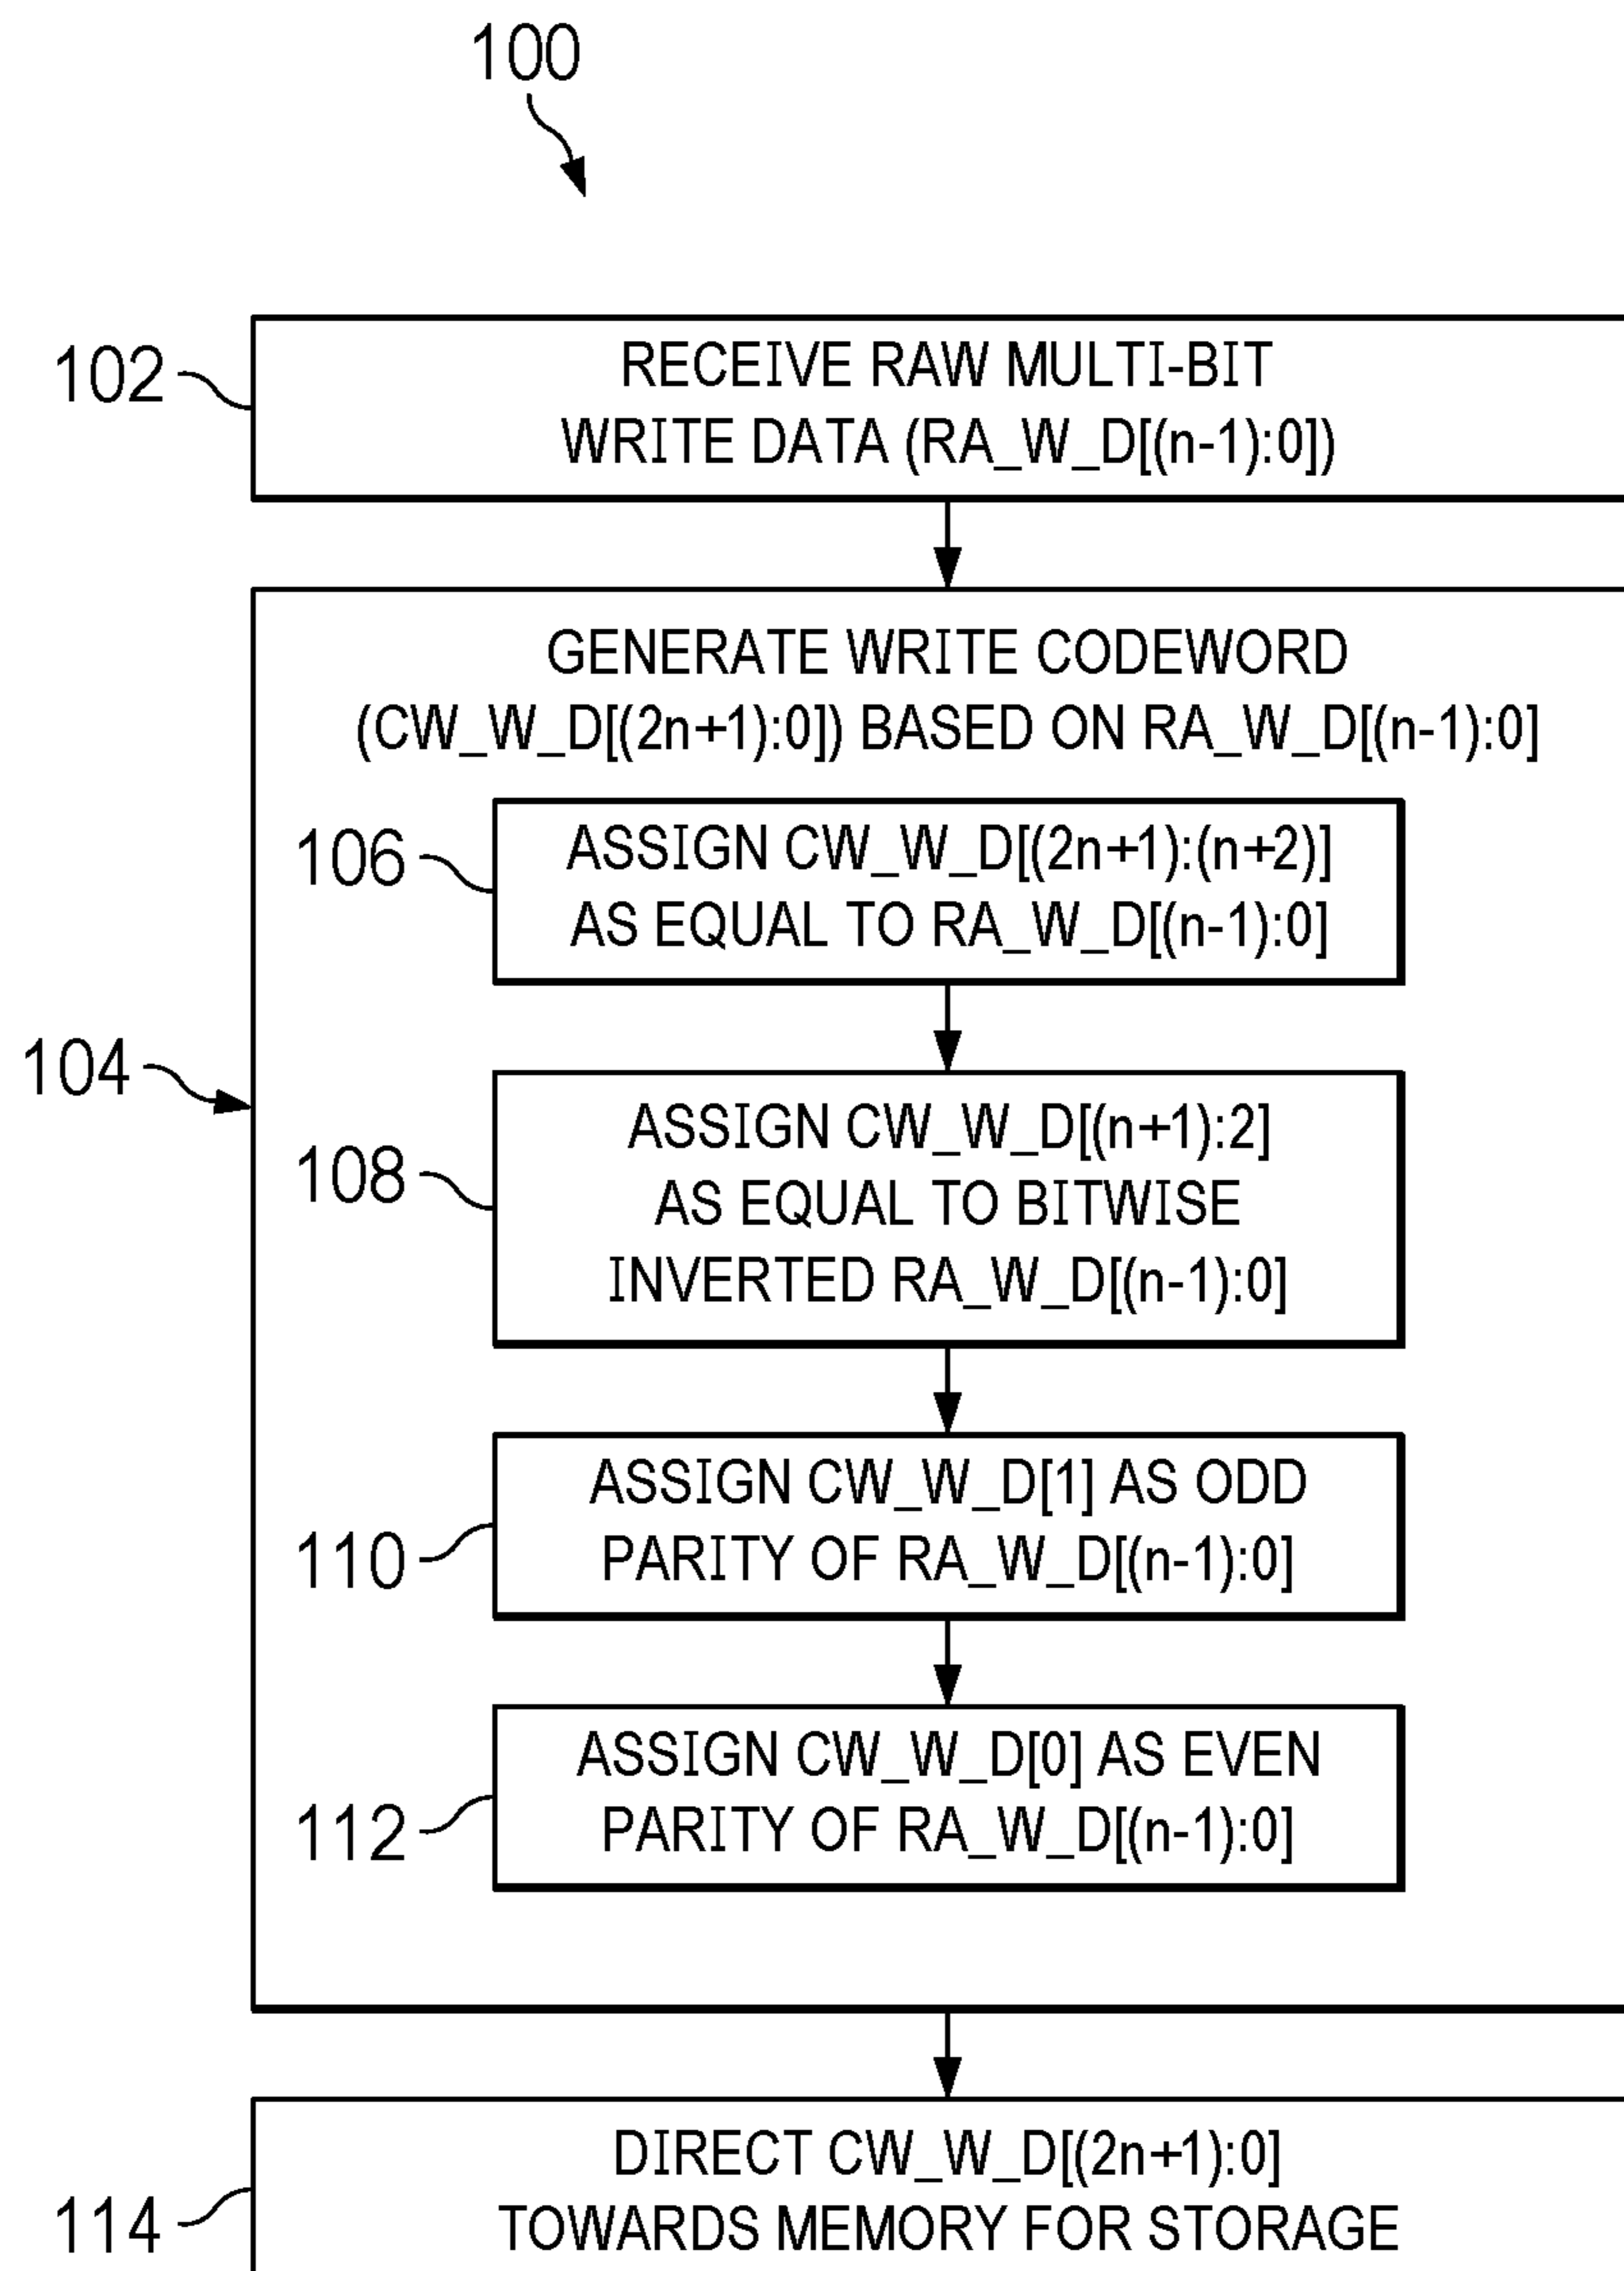 100
102
RECEIVE RAW MULTI-BIT
WRITE DATA (RA_W_D[(n-1):0])
GENERATE WRITE CODEWORD
(CW_W_D[(2n+1):0]) BASED ON RA_W_D[(n-1):0]
106
ASSIGN CW_W_D[(2n+1):(n+2)]
AS EQUAL TO RA_W_D[(n-1):0]
104
108
ASSIGN CW_W_D[(n+1):2]
AS EQUAL TO BITWISE
INVERTED RA_W_D[(n-1):0]
110
ASSIGN CW_W_D[1] AS ODD
PARITY OF RA_W_D[(n-1):0]
112
ASSIGN CW_W_D[0] AS EVEN
PARITY OF RA_W_D[(n-1):0]
114
DIRECT CW_W_D[(2n+1):0]
TOWARDS MEMORY FOR STORAGE